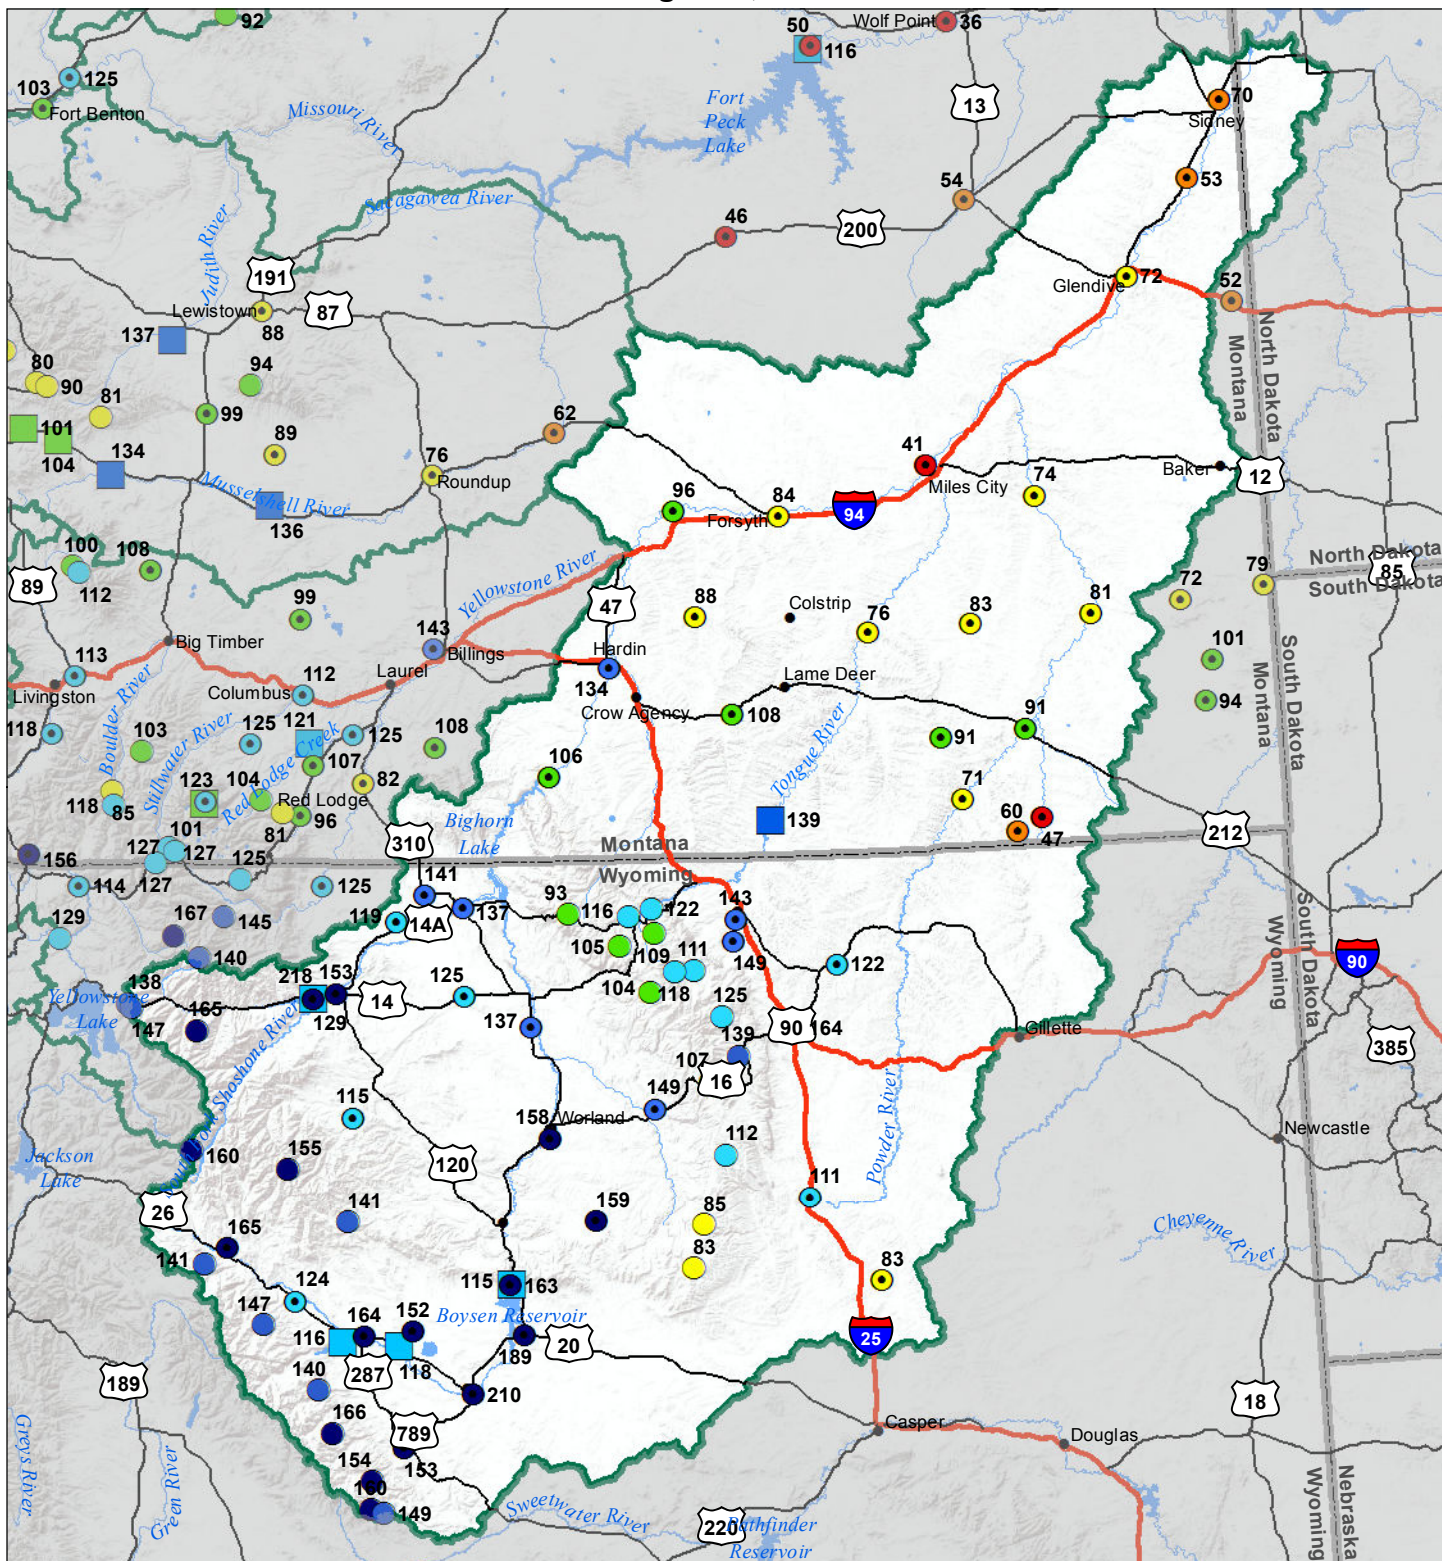 92
50
Wolf Point
36
116
125
103
Fort Benton
Missouri River
Fort
Peck
Lake
13
70
Sidney
53
54
Sacagawea River
46
200
Judith River
191
Lewistown
87
88
Glendive
72
52
North Dakota
Montana
137
80
90
94
81
99
101
104
134
89
62
76
Roundup
Musselshell River
136
41
Miles City
74
Baker
12
96
Forsyth
84
94
100
108
112
89
Yellowstone River
99
47
88
Colstrip
76
83
81
72
79
North Dakota
South Dakota
85
Big Timber
143
Billings
Hardin
134
Crow Agency
Lame Deer
108
91
91
101
94
South Dakota
Montana
113
Livingston
112
Columbus
Laurel
118
Boulder River
103
Stillwater River
125
121
Red Lodge Creek
125
108
107
82
118
85
123
104
Red Lodge
81
96
106
Bighorn
Lake
Tongue River
139
71
60
47
212
310
Montana
Wyoming
156
127
101
127
127
125
114
125
129
167
145
140
141
119
14A
137
93
116
122
105
109
111
104
118
143
149
122
125
South Dakota
Wyoming
90
138
Yellowstone
Lake
147
165
218
153
129
14
125
137
South Fork Shoshone River
90
164
139
107
16
149
Gillette
385
Powder River
115
158
Worland
112
Newcastle
Jackson
Lake
160
155
120
26
141
159
85
83
111
Cheyenne River
165
141
124
147
164
152
116
118
115
163
Boysen Reservoir
189
20
83
25
287
140
210
166
789
154
153
160
149
189
Greys River
Green River
Sweetwater River
220
Pathfinder
Reservoir
Casper
Douglas
18
Nebraska
Wyoming